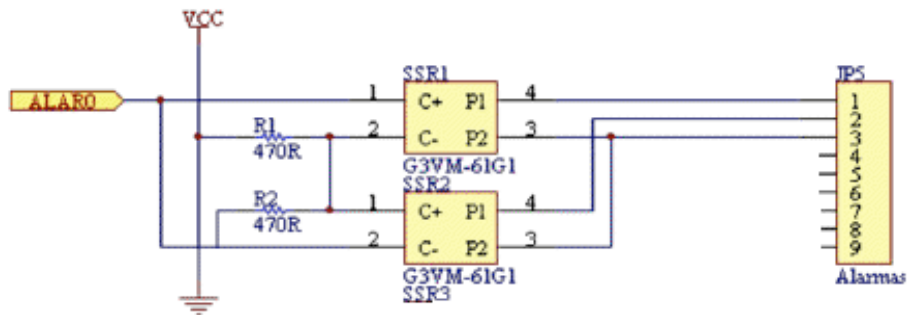 VCC
ALAR0
SSR1
1 C+ P1 4
2 C- P2 3
G3VM-61G1
R1
470R
SSR2
1 C+ P1 4
2 C- P2 3
G3VM-61G1
SSR3
R2
470R
JP5
1
2
3
4
5
6
7
8
9
Alarmas